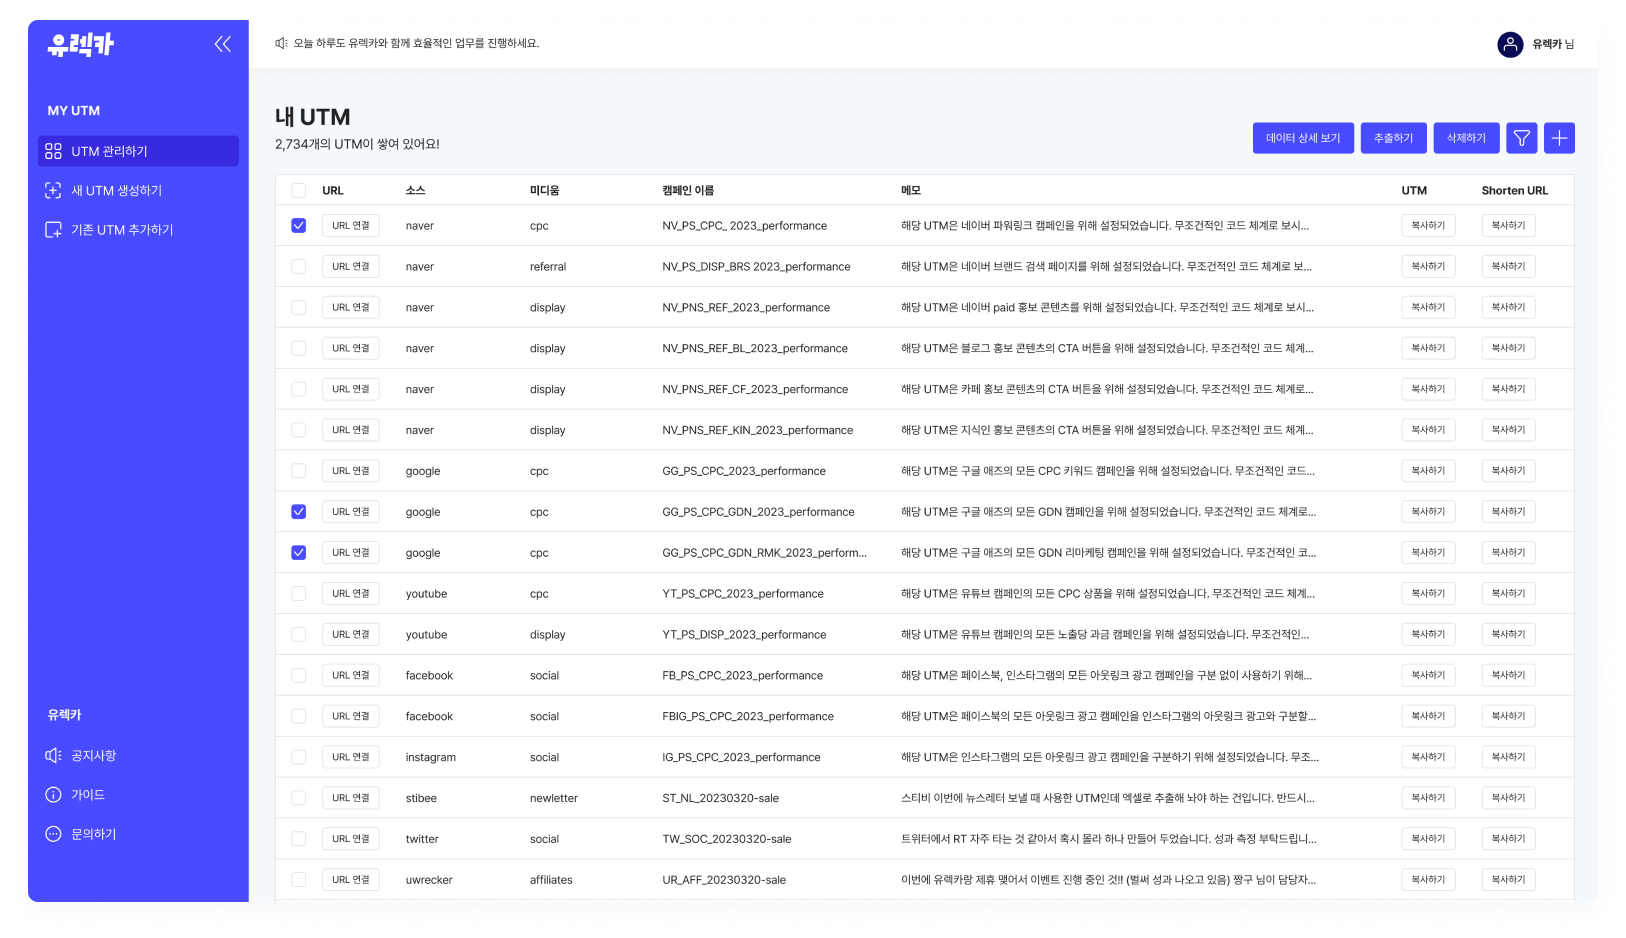 유렉카
오늘 하루도 유렉카와 함께 효율적인 업무를 진행하세요.
유렉카 님
MY UTM
UTM 관리하기
새 UTM 생성하기
기존 UTM 추가하기
유렉카
공지사항
가이드
문의하기
내 UTM
2,734개의 UTM이 쌓여 있어요!
데이터 상세 보기 추출하기 삭제하기
URL 소스 미디움 캠페인 이름 메모 UTM Shorten URL
URL 연결 naver cpc NV_PS_CPC_ 2023_performance 해당 UTM은 네이버 파워링크 캠페인을 위해 설정되었습니다. 무조건적인 코드 체계로 보시... 복사하기 복사하기
URL 연결 naver referral NV_PS_DISP_BRS 2023_performance 해당 UTM은 네이버 브랜드 검색 페이지를 위해 설정되었습니다. 무조건적인 코드 체계로 보... 복사하기 복사하기
URL 연결 naver display NV_PNS_REF_2023_performance 해당 UTM은 네이버 paid 홍보 콘텐츠를 위해 설정되었습니다. 무조건적인 코드 체계로 보시... 복사하기 복사하기
URL 연결 naver display NV_PNS_REF_BL_2023_performance 해당 UTM은 블로그 홍보 콘텐츠의 CTA 버튼을 위해 설정되었습니다. 무조건적인 코드 체계... 복사하기 복사하기
URL 연결 naver display NV_PNS_REF_CF_2023_performance 해당 UTM은 카페 홍보 콘텐츠의 CTA 버튼을 위해 설정되었습니다. 무조건적인 코드 체계로... 복사하기 복사하기
URL 연결 naver display NV_PNS_REF_KIN_2023_performance 해당 UTM은 지식인 홍보 콘텐츠의 CTA 버튼을 위해 설정되었습니다. 무조건적인 코드 체계... 복사하기 복사하기
URL 연결 google cpc GG_PS_CPC_2023_performance 해당 UTM은 구글 애즈의 모든 CPC 키워드 캠페인을 위해 설정되었습니다. 무조건적인 코드... 복사하기 복사하기
URL 연결 google cpc GG_PS_CPC_GDN_2023_performance 해당 UTM은 구글 애즈의 모든 GDN 캠페인을 위해 설정되었습니다. 무조건적인 코드 체계로... 복사하기 복사하기
URL 연결 google cpc GG_PS_CPC_GDN_RMK_2023_perform... 해당 UTM은 구글 애즈의 모든 GDN 리마케팅 캠페인을 위해 설정되었습니다. 무조건적인 코... 복사하기 복사하기
URL 연결 youtube cpc YT_PS_CPC_2023_performance 해당 UTM은 유튜브 캠페인의 모든 CPC 상품을 위해 설정되었습니다. 무조건적인 코드 체계... 복사하기 복사하기
URL 연결 youtube display YT_PS_DISP_2023_performance 해당 UTM은 유튜브 캠페인의 모든 노출당 과금 캠페인을 위해 설정되었습니다. 무조건적인... 복사하기 복사하기
URL 연결 facebook social FB_PS_CPC_2023_performance 해당 UTM은 페이스북, 인스타그램의 모든 아웃링크 광고 캠페인을 구분 없이 사용하기 위해... 복사하기 복사하기
URL 연결 facebook social FBIG_PS_CPC_2023_performance 해당 UTM은 페이스북의 모든 아웃링크 광고 캠페인을 인스타그램의 아웃링크 광고와 구분할... 복사하기 복사하기
URL 연결 instagram social IG_PS_CPC_2023_performance 해당 UTM은 인스타그램의 모든 아웃링크 광고 캠페인을 구분하기 위해 설정되었습니다. 무조... 복사하기 복사하기
URL 연결 stibee newletter ST_NL_20230320-sale 스티비 이번에 뉴스레터 보낼 때 사용한 UTM인데 엑셀로 추출해 놔야 하는 건입니다. 반드시... 복사하기 복사하기
URL 연결 twitter social TW_SOC_20230320-sale 트위터에서 RT 자주 타는 것 같아서 혹시 몰라 하나 만들어 두었습니다. 성과 측정 부탁드립니... 복사하기 복사하기
URL 연결 uwrecker affiliates UR_AFF_20230320-sale 이번에 유렉카랑 제휴 맺어서 이벤트 진행 중인 것!! (벌써 성과 나오고 있음) 짱구 님이 담당자... 복사하기 복사하기